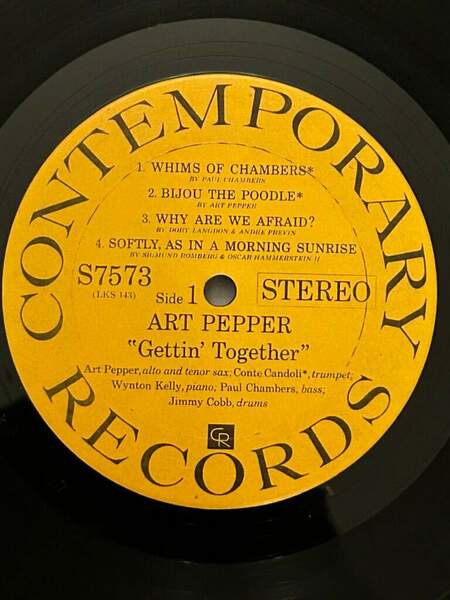 CONTEMPORARY
1. WHIMS OF CHAMBERS*
BY PAUL CHAMBERS
2. BIJOU THE POODLE*
BY ART PEPPER
3. WHY ARE WE AFRAID?
BY DORY LANGDON & ANDRE PREVIN
4. SOFTLY, AS IN A MORNING SUNRISE
BY SIGMUND ROMBERG & OSCAR HAMMERSTEIN II
S7573
(LKS 143)
Side 1
STEREO
ART PEPPER
"Gettin' Together"
Art Pepper, alto and tenor sax; Conte Candoli*, trumpet;
Wynton Kelly, piano; Paul Chambers, bass;
Jimmy Cobb, drums
CR
RECORDS